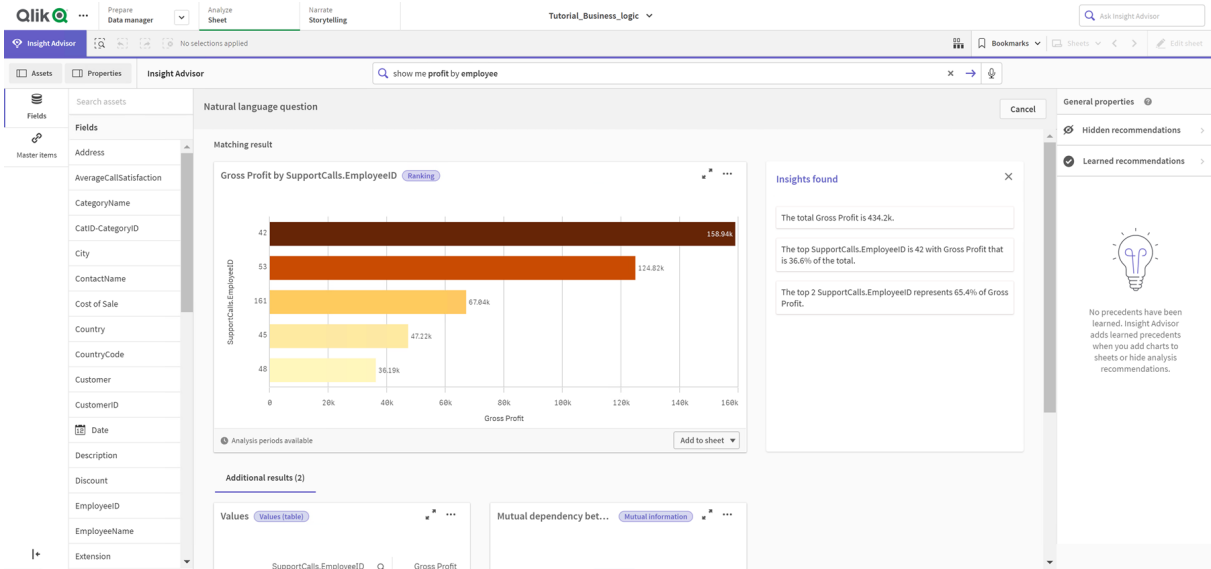 Qlik
Prepare
Data manager
Analyze
Sheet
Narrate
Storytelling
Tutorial_Business_logic
Ask Insight Advisor
Insight Advisor
No selections applied
Bookmarks
Sheets
Edit sheet
Assets
Properties
Insight Advisor
show me profit by employee
Fields
Master items
Search assets
Fields
Address
AverageCallSatisfaction
CategoryName
CatID-CategoryID
City
ContactName
Cost of Sale
Country
CountryCode
Customer
CustomerID
Date
Description
Discount
EmployeeID
EmployeeName
Extension
Natural language question
Cancel
Matching result
Gross Profit by SupportCalls.EmployeeID
Ranking
SupportCalls.EmployeeID
42
158.94k
53
124.82k
161
67.04k
45
47.22k
48
36.19k
0 20k 40k 60k 80k 100k 120k 140k 160k
Gross Profit
Analysis periods available
Add to sheet
Insights found
The total Gross Profit is 434.2k.
The top SupportCalls.EmployeeID is 42 with Gross Profit that
is 36.6% of the total.
The top 2 SupportCalls.EmployeeID represents 65.4% of Gross
Profit.
Additional results (2)
Values
Values (table)
SupportCalls.EmployeeID
Gross Profit
Mutual dependency bet...
Mutual information
General properties
Hidden recommendations
Learned recommendations
No precedents have been
learned. Insight Advisor
adds learned precedents
when you add charts to
sheets or hide analysis
recommendations.